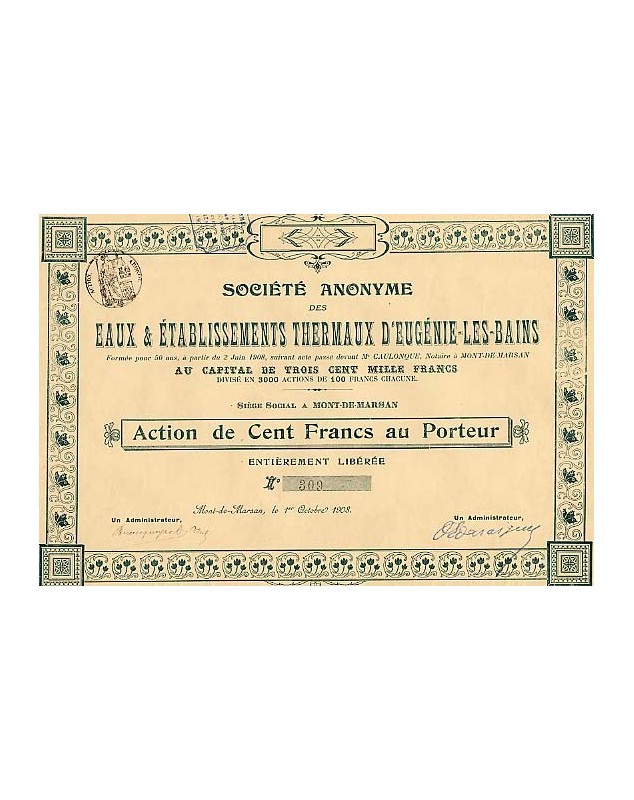 SOCIÉTÉ ANONYME
DES
EAUX & ÉTABLISSEMENTS THERMAUX D'EUGÉNIE-LES-BAINS
Formée pour 50 ans, à partir du 2 Juin 1908, suivant acte passé devant Mᵉ CAULONQUE, Notaire à MONT-DE-MARSAN
AU CAPITAL DE TROIS CENT MILLE FRANCS
DIVISÉ EN 3000 ACTIONS DE 100 FRANCS CHACUNE.
SIÈGE SOCIAL A MONT-DE-MARSAN
Action de Cent Francs au Porteur
ENTIÈREMENT LIBÉRÉE
Nº 309
Mont-de-Marsan, le 1er Octobre 1908.
Un Administrateur,
Un Administrateur,